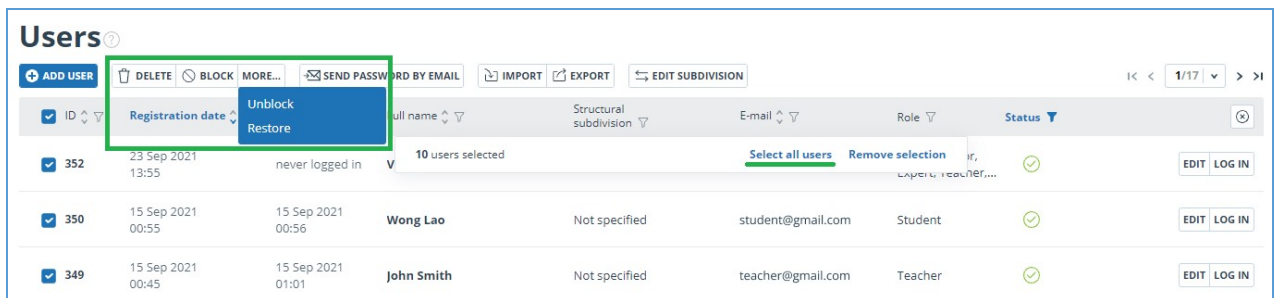 Users
ADD USER DELETE BLOCK MORE... SEND PASSWORD BY EMAIL IMPORT EXPORT EDIT SUBDIVISION 1/17
Unblock
Restore
ID Registration date Full name Structural subdivision E-mail Role Status
10 users selected Select all users Remove selection
352 23 Sep 2021 13:55 never logged in V Expert, Teacher,... EDIT LOG IN
350 15 Sep 2021 00:55 15 Sep 2021 00:56 Wong Lao Not specified student@gmail.com Student EDIT LOG IN
349 15 Sep 2021 00:45 15 Sep 2021 01:01 John Smith Not specified teacher@gmail.com Teacher EDIT LOG IN